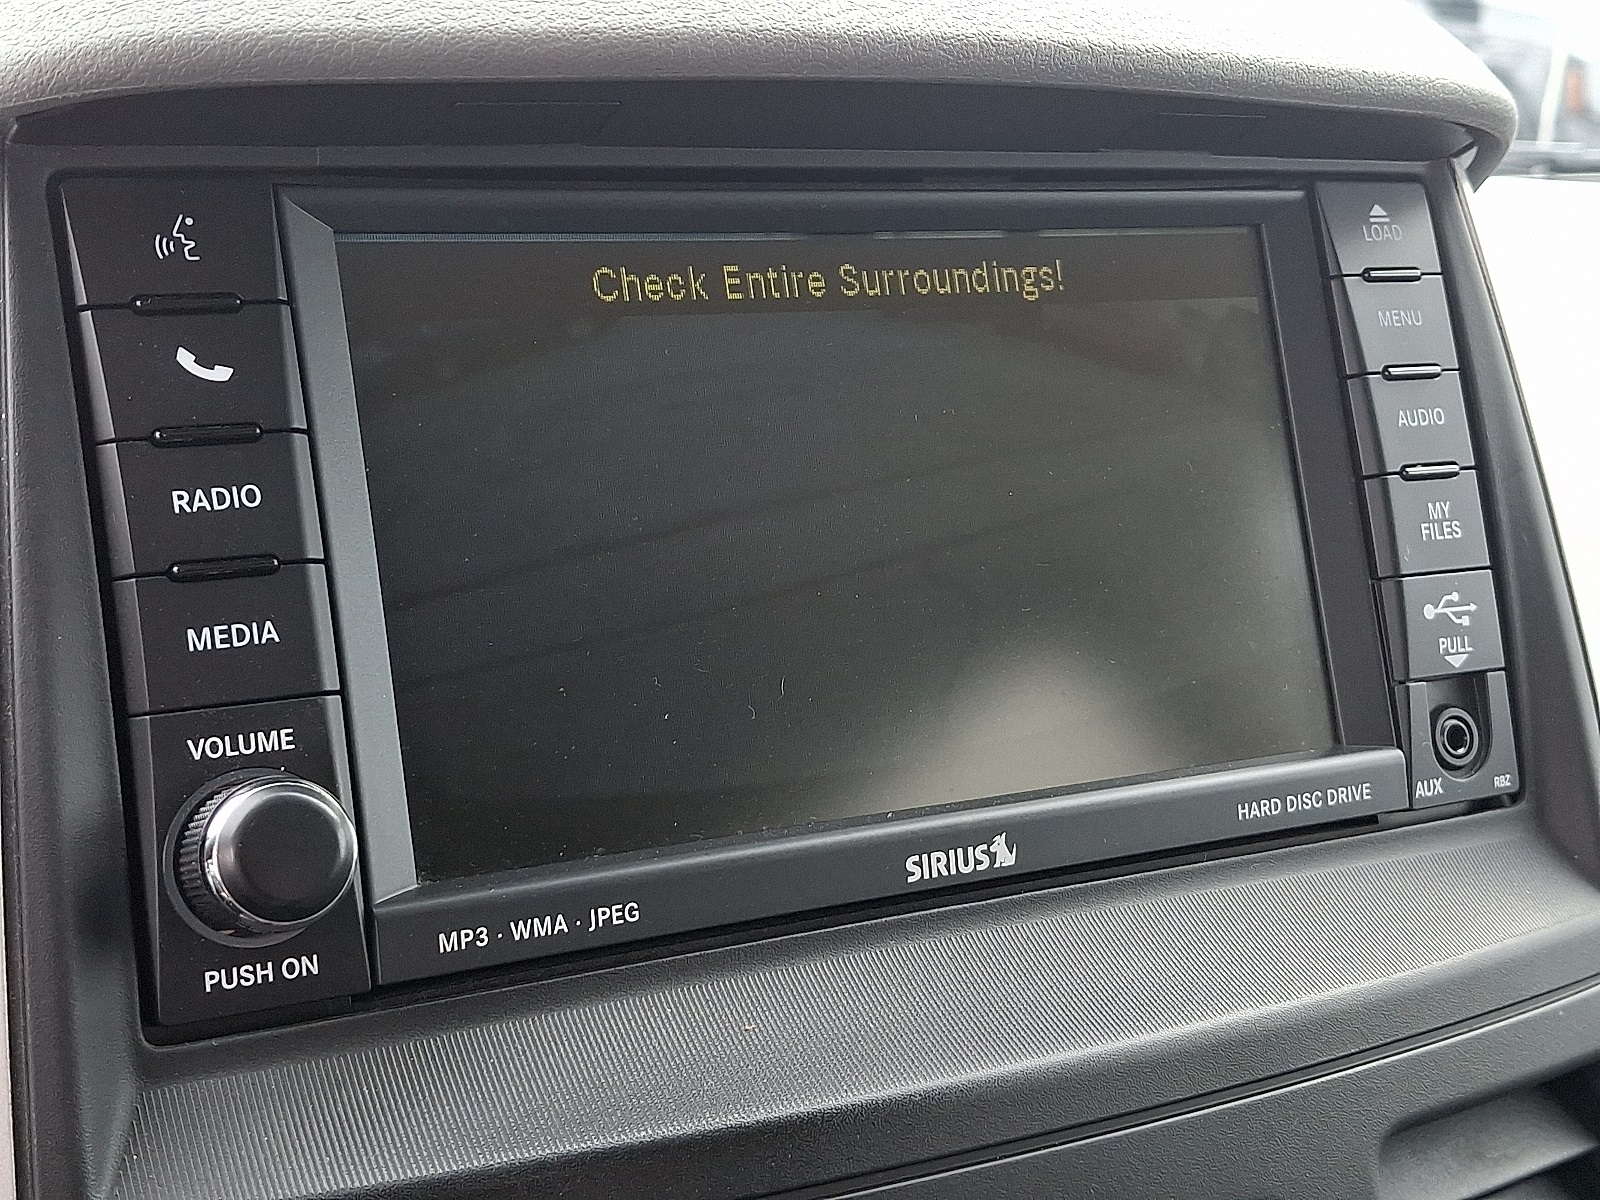 Check Entire Surroundings!
RADIO
MEDIA
VOLUME
PUSH ON
LOAD
MENU
AUDIO
MY
FILES
PULL
AUX
RBZ
HARD DISC DRIVE
SIRIUS
MP3 · WMA · JPEG